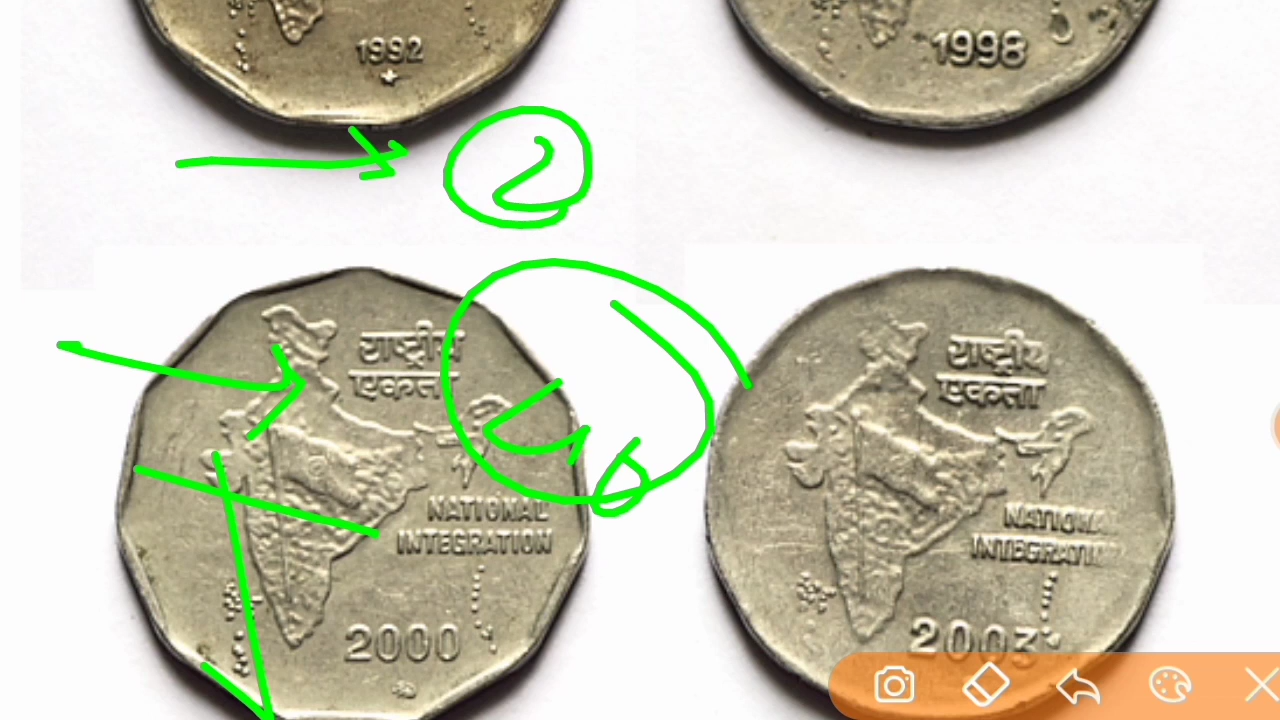 1992
1998
2
राष्ट्रीय
एकता
NATIONAL
INTEGRATION
2000
राष्ट्रीय
एकता
NATIONAL
INTEGRATION
2003